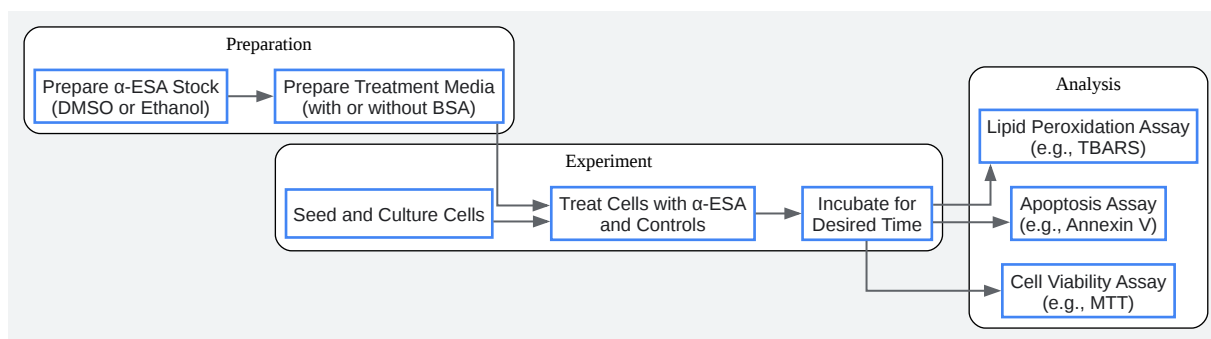 Preparation
Prepare α-ESA Stock
(DMSO or Ethanol)
Prepare Treatment Media
(with or without BSA)
Experiment
Seed and Culture Cells
Treat Cells with α-ESA
and Controls
Incubate for
Desired Time
Analysis
Lipid Peroxidation Assay
(e.g., TBARS)
Apoptosis Assay
(e.g., Annexin V)
Cell Viability Assay
(e.g., MTT)